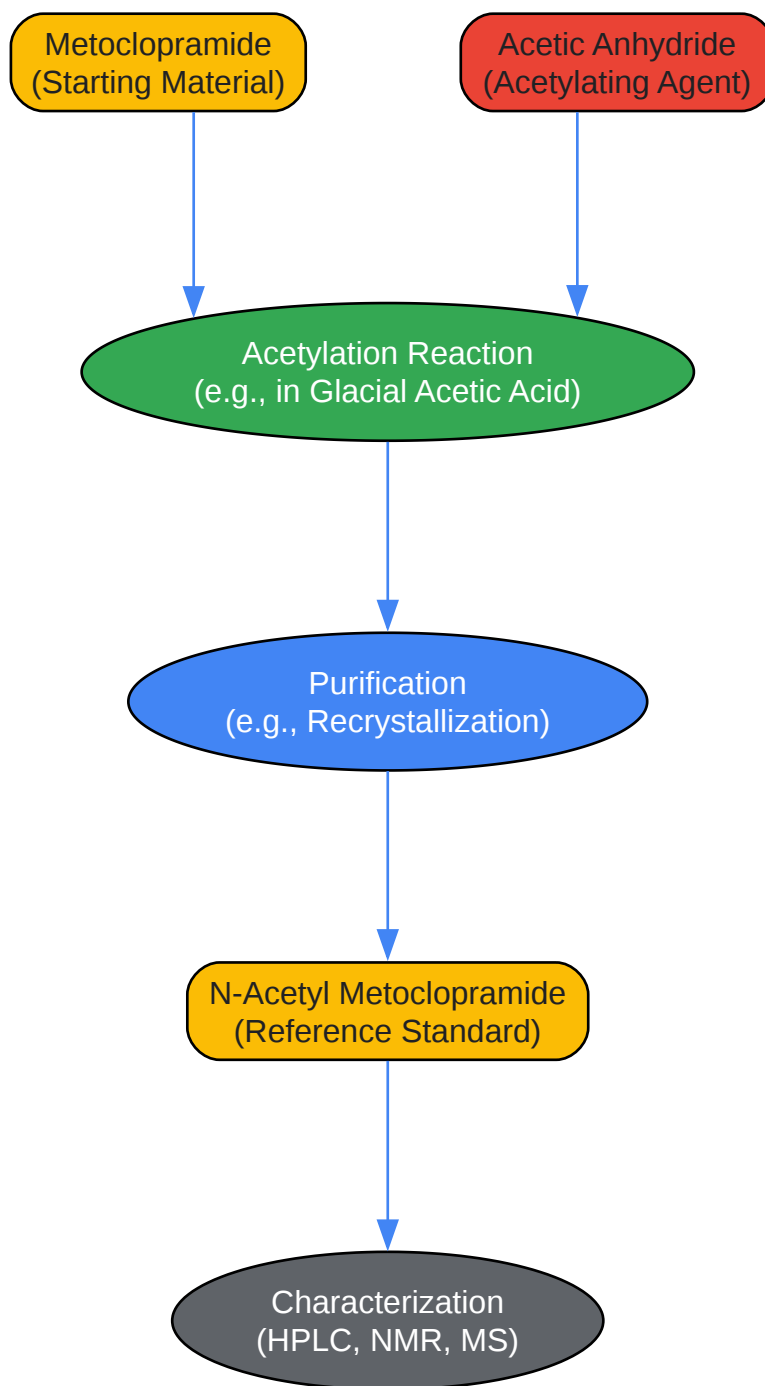 Metoclopramide
(Starting Material)
Acetic Anhydride
(Acetylating Agent)
Acetylation Reaction
(e.g., in Glacial Acetic Acid)
Purification
(e.g., Recrystallization)
N-Acetyl Metoclopramide
(Reference Standard)
Characterization
(HPLC, NMR, MS)